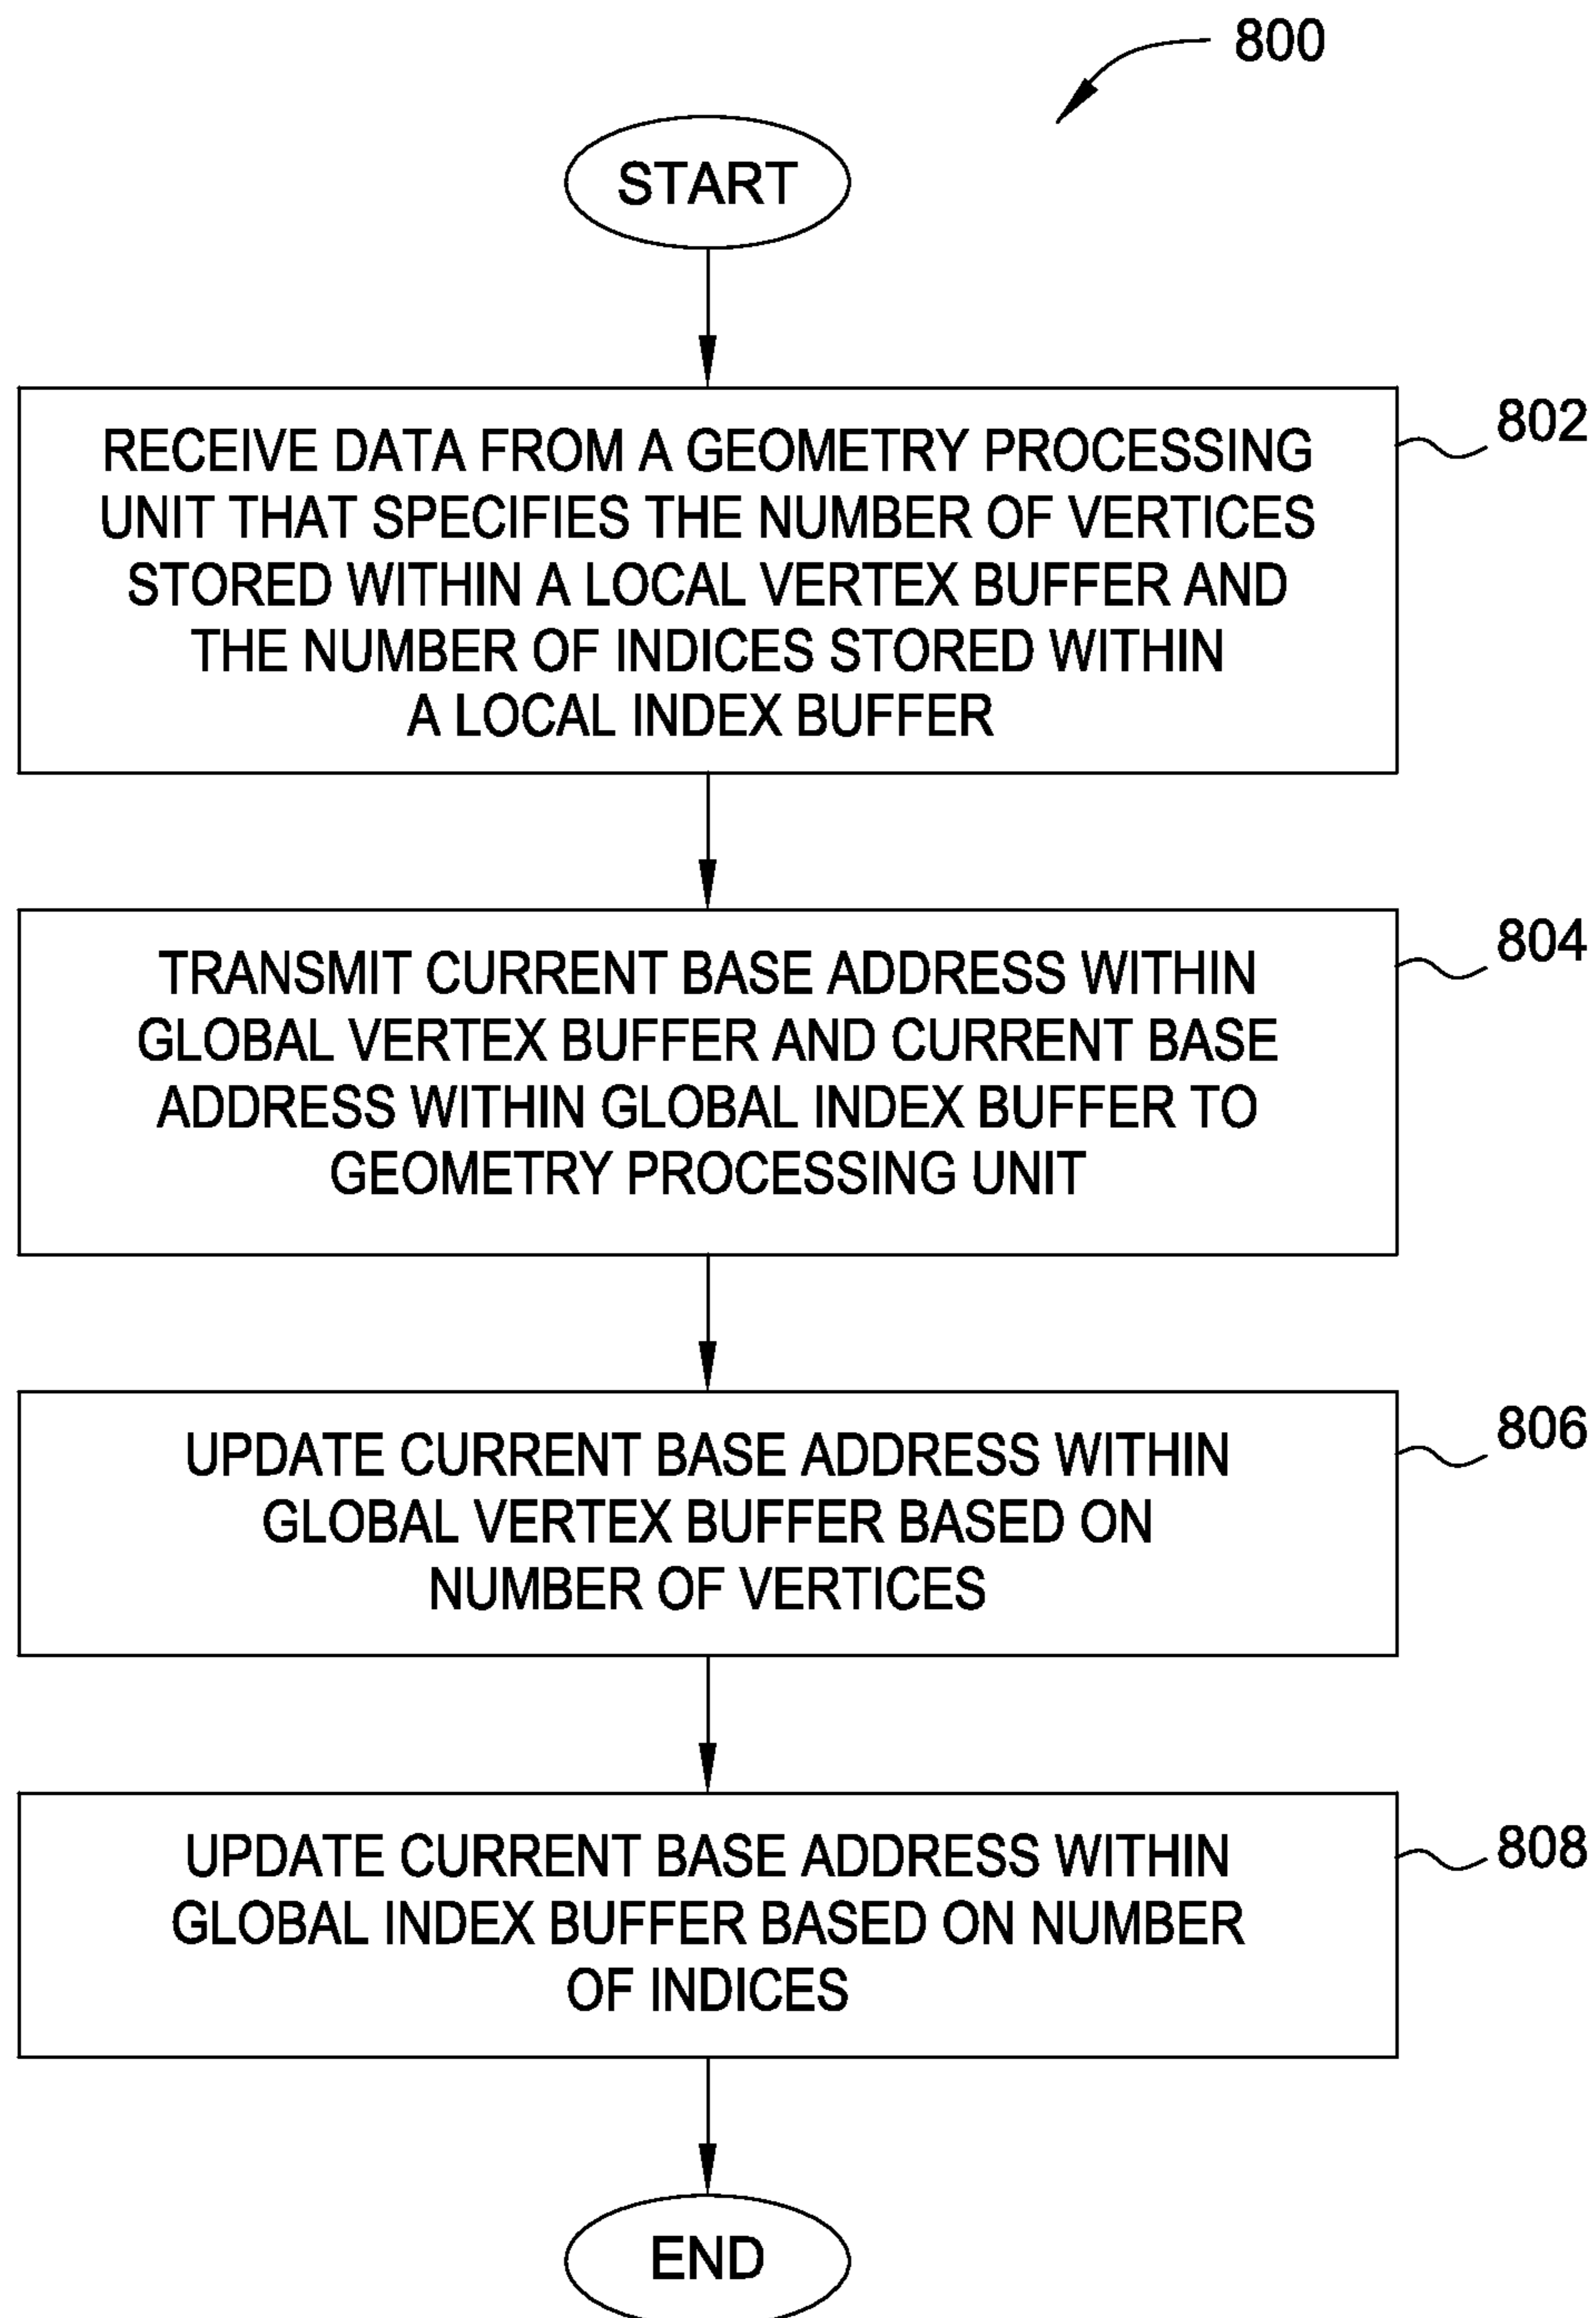 800
START
802
RECEIVE DATA FROM A GEOMETRY PROCESSING
UNIT THAT SPECIFIES THE NUMBER OF VERTICES
STORED WITHIN A LOCAL VERTEX BUFFER AND
THE NUMBER OF INDICES STORED WITHIN
A LOCAL INDEX BUFFER
804
TRANSMIT CURRENT BASE ADDRESS WITHIN
GLOBAL VERTEX BUFFER AND CURRENT BASE
ADDRESS WITHIN GLOBAL INDEX BUFFER TO
GEOMETRY PROCESSING UNIT
806
UPDATE CURRENT BASE ADDRESS WITHIN
GLOBAL VERTEX BUFFER BASED ON
NUMBER OF VERTICES
808
UPDATE CURRENT BASE ADDRESS WITHIN
GLOBAL INDEX BUFFER BASED ON NUMBER
OF INDICES
END